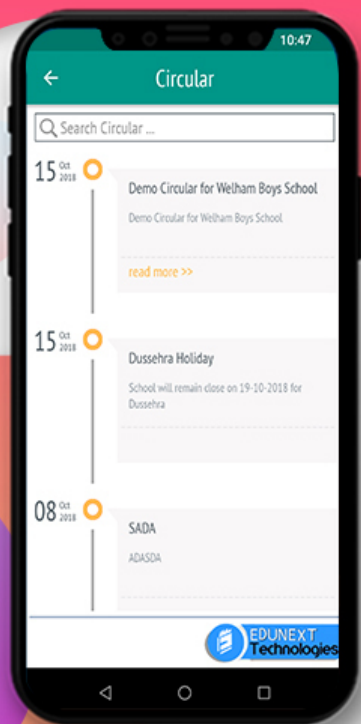 10:47
Circular
Search Circular ...
15 Oct 2018
Demo Circular for Welham Boys School
Demo Circular for Welham Boys School
read more >>
15 Oct 2018
Dussehra Holiday
School will remain close on 19-10-2018 for
Dussehra
08 Oct 2018
SADA
ADASDA
EDUNEXT
Technologies